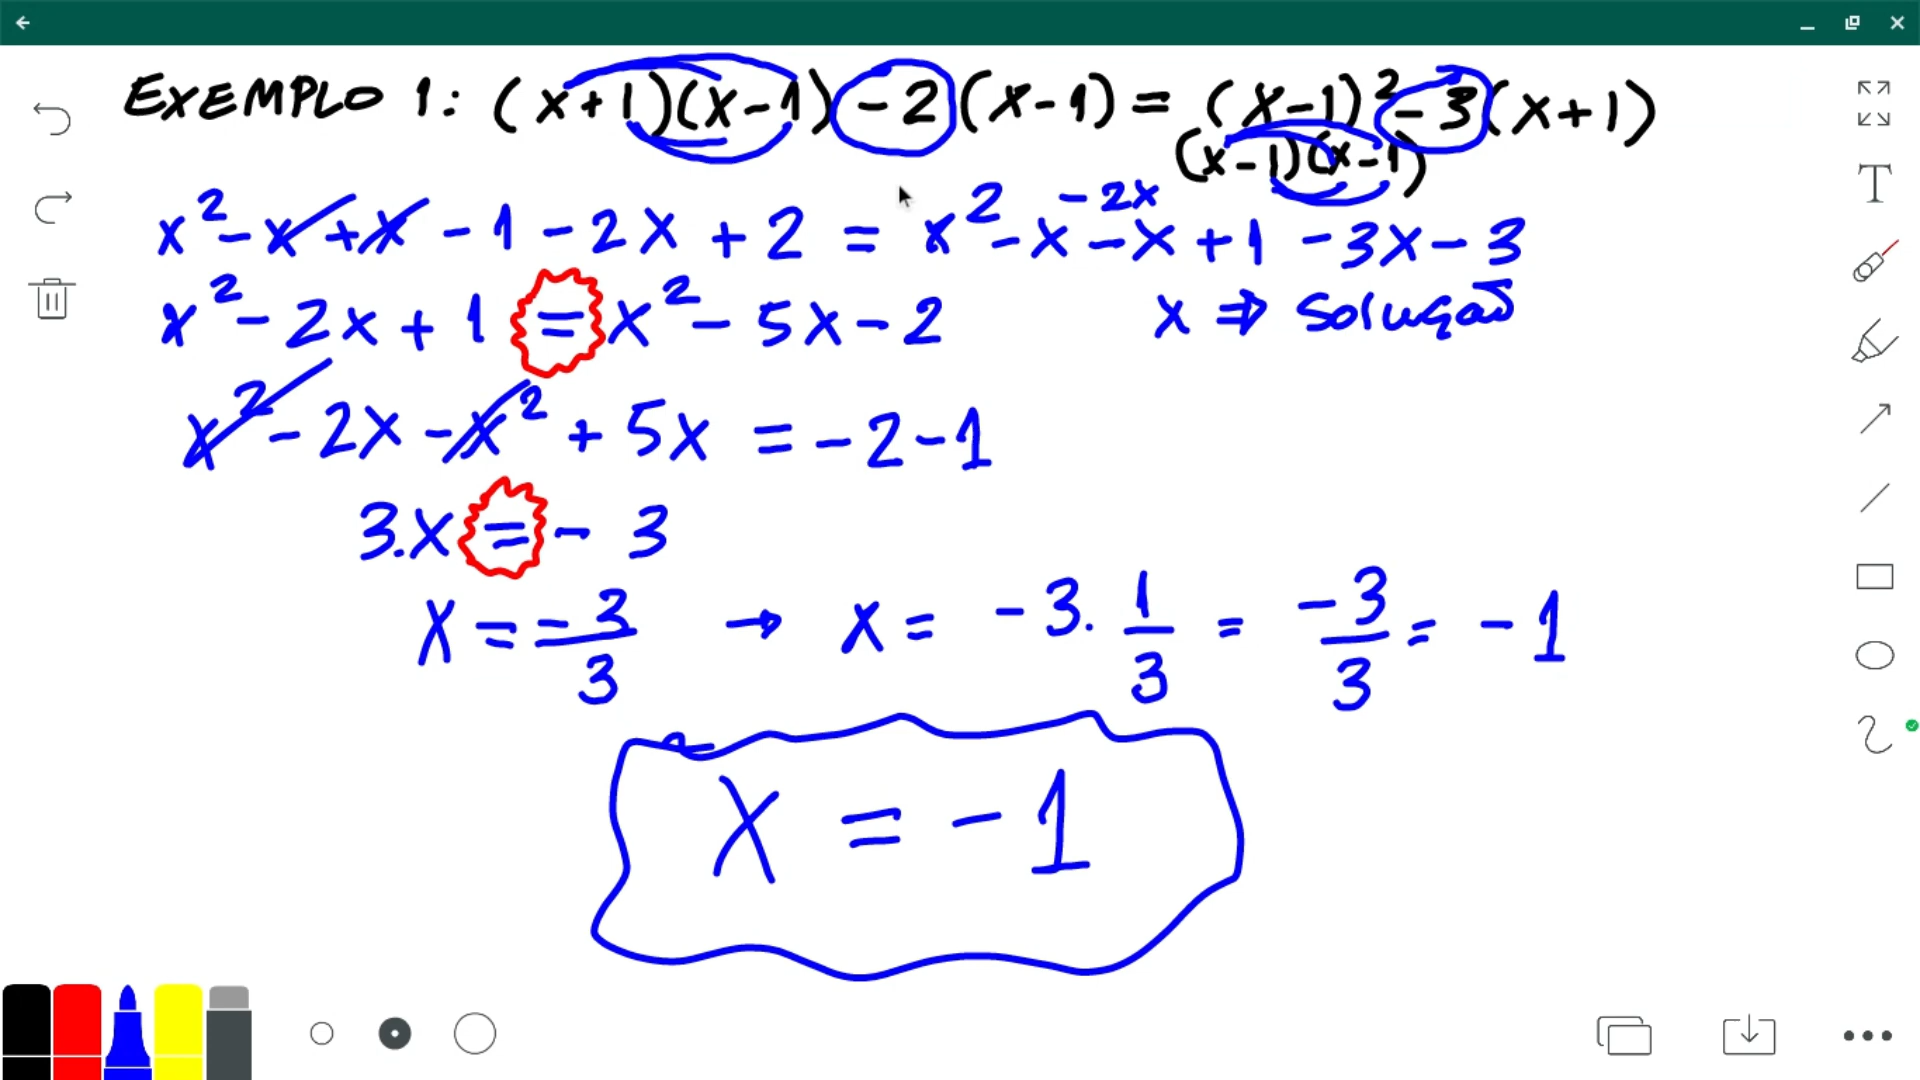 EXEMPLO 1: (x+1)(x-1) -2(x-1) = (x-1)² -3(x+1)
(x-1)(x-1)
-2x
x² - x + x - 1 - 2x + 2 = x² - x - x + 1 - 3x - 3
x² - 2x + 1 = x² - 5x - 2 x ⇒ solução
x² - 2x - x² + 5x = -2 -1
3.x = - 3
x = -3/3 → x = -3. 1/3 = -3/3 = -1
x = -1